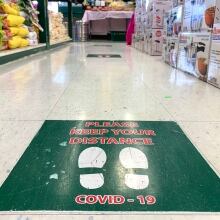 PLEASE
KEEP YOUR
DISTANCE
COVID - 19